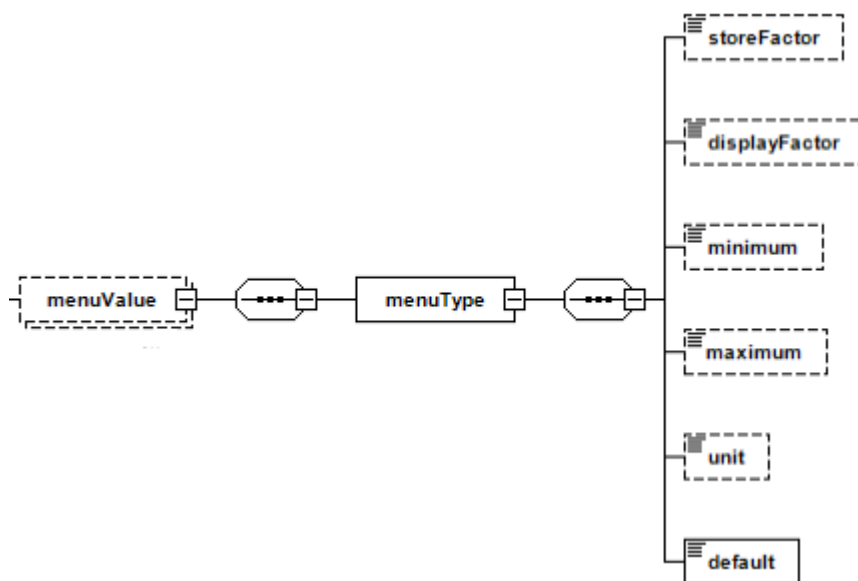 storeFactor
displayFactor
minimum
menuValue
menuType
maximum
unit
default